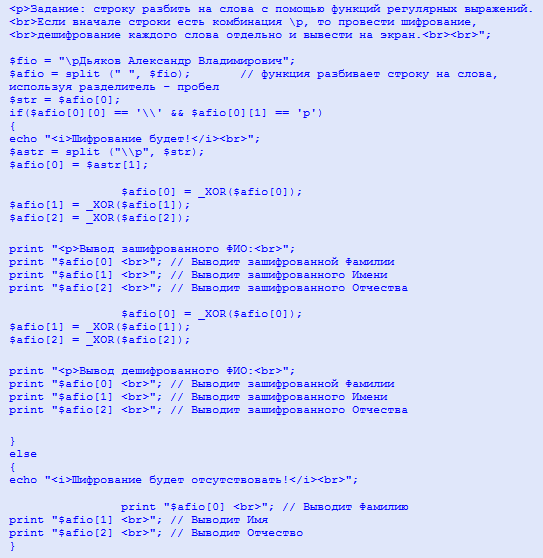 <p>Задание: строку разбить на слова с помощью функций регулярных выражений.
<br>Если вначале строки есть комбинация \p, то провести шифрование,
<br>дешифрование каждого слова отдельно и вывести на экран.<br><br>";
$fio = "\pДьяков Александр Владимирович";
$afio = split (" ", $fio); // функция разбивает строку на слова,
используя разделитель – пробел
$str = $afio[0];
if($afio[0][0] == '\\' && $afio[0][1] == 'p')
{
echo "<i>Шифрование будет!</i><br>";
$astr = split ("\\p", $str);
$afio[0] = $astr[1];
$afio[0] = _XOR($afio[0]);
$afio[1] = _XOR($afio[1]);
$afio[2] = _XOR($afio[2]);
print "<p>Вывод зашифрованного ФИО:<br>";
print "$afio[0] <br>"; // Выводит зашифрованной Фамилии
print "$afio[1] <br>"; // Выводит зашифрованного Имени
print "$afio[2] <br>"; // Выводит зашифрованного Отчества
$afio[0] = _XOR($afio[0]);
$afio[1] = _XOR($afio[1]);
$afio[2] = _XOR($afio[2]);
print "<p>Вывод дешифрованного ФИО:<br>";
print "$afio[0] <br>"; // Выводит зашифрованной Фамилии
print "$afio[1] <br>"; // Выводит зашифрованного Имени
print "$afio[2] <br>"; // Выводит зашифрованного Отчества
}
else
{
echo "<i>Шифрование будет отсутствовать!</i><br>";
print "$afio[0] <br>"; // Выводит Фамилию
print "$afio[1] <br>"; // Выводит Имя
print "$afio[2] <br>"; // Выводит Отчество
}